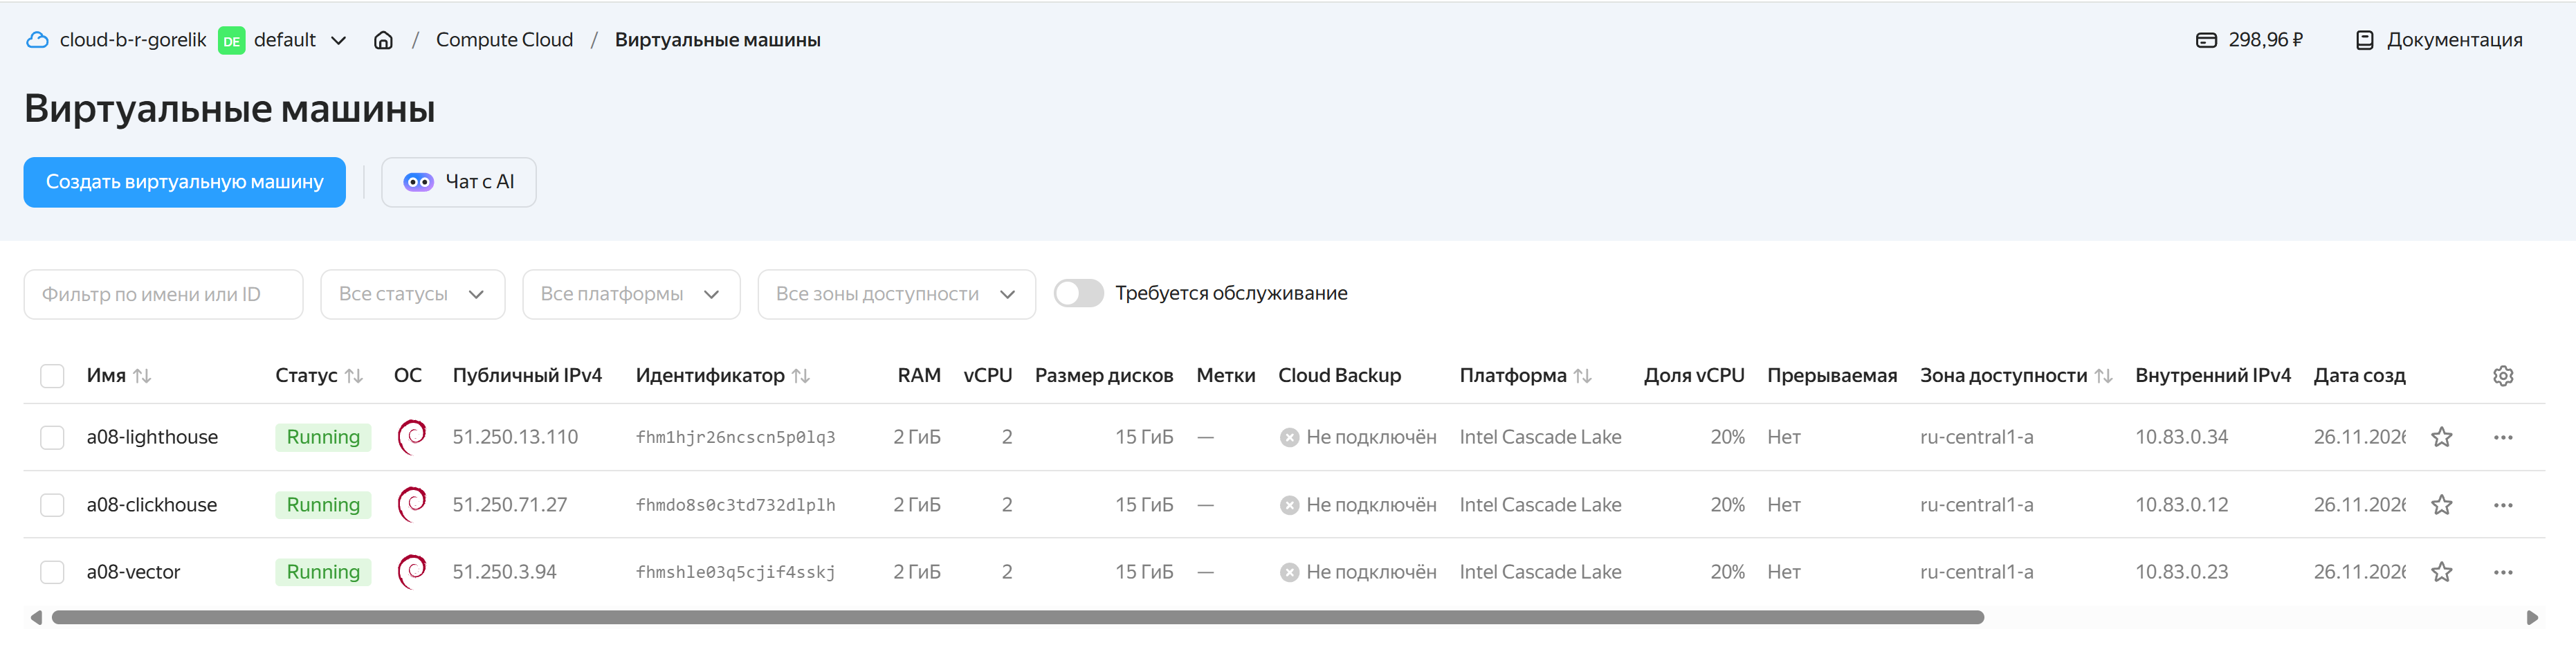 cloud-b-r-gorelik DE default / Compute Cloud / Виртуальные машины 298,96 ₽ Документация
Виртуальные машины
Создать виртуальную машину Чат с AI
Фильтр по имени или ID Все статусы Все платформы Все зоны доступности Требуется обслуживание
Имя Статус ОС Публичный IPv4 Идентификатор RAM vCPU Размер дисков Метки Cloud Backup Платформа Доля vCPU Прерываемая Зона доступности Внутренний IPv4 Дата созд
a08-lighthouse Running 51.250.13.110 fhm1hjr26ncscn5p0lq3 2 ГиБ 2 15 ГиБ — Не подключён Intel Cascade Lake 20% Нет ru-central1-a 10.83.0.34 26.11.2026
a08-clickhouse Running 51.250.71.27 fhmdo8s0c3td732dlplh 2 ГиБ 2 15 ГиБ — Не подключён Intel Cascade Lake 20% Нет ru-central1-a 10.83.0.12 26.11.2026
a08-vector Running 51.250.3.94 fhmshle03q5cjif4sskj 2 ГиБ 2 15 ГиБ — Не подключён Intel Cascade Lake 20% Нет ru-central1-a 10.83.0.23 26.11.2026